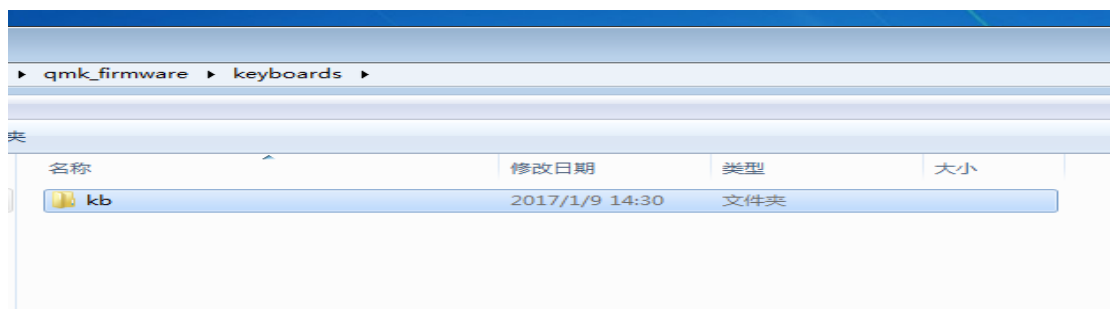 qmk_firmware ▸ keyboards ▸
夹
名称 修改日期 类型 大小
kb 2017/1/9 14:30 文件夹